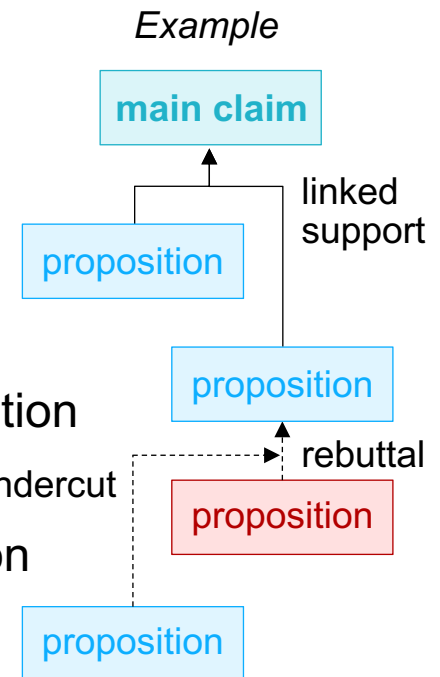 Example
main claim
linked
support
proposition
proposition
tion
rebuttal
ndercut
proposition
on
proposition